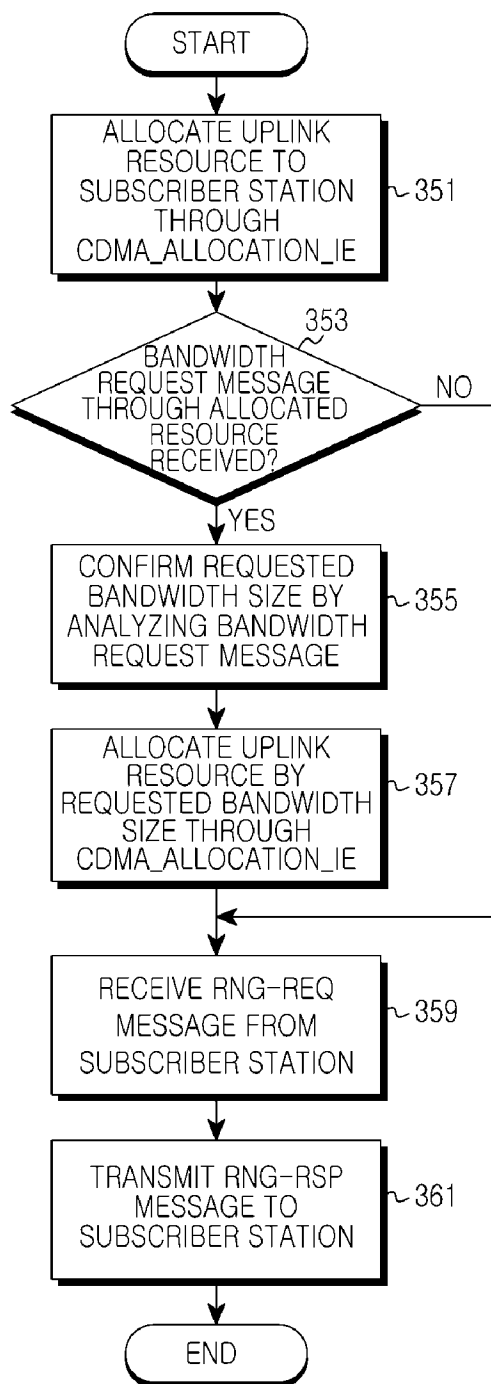 START
ALLOCATE UPLINK
RESOURCE TO
SUBSCRIBER STATION
THROUGH
CDMA_ALLOCATION_IE
351
353
BANDWIDTH
REQUEST MESSAGE
THROUGH ALLOCATED
RESOURCE
RECEIVED?
NO
YES
CONFIRM REQUESTED
BANDWIDTH SIZE BY
ANALYZING BANDWIDTH
REQUEST MESSAGE
355
ALLOCATE UPLINK
RESOURCE BY
REQUESTED BANDWIDTH
SIZE THROUGH
CDMA_ALLOCATION_IE
357
RECEIVE RNG-REQ
MESSAGE FROM
SUBSCRIBER STATION
359
TRANSMIT RNG-RSP
MESSAGE TO
SUBSCRIBER STATION
361
END